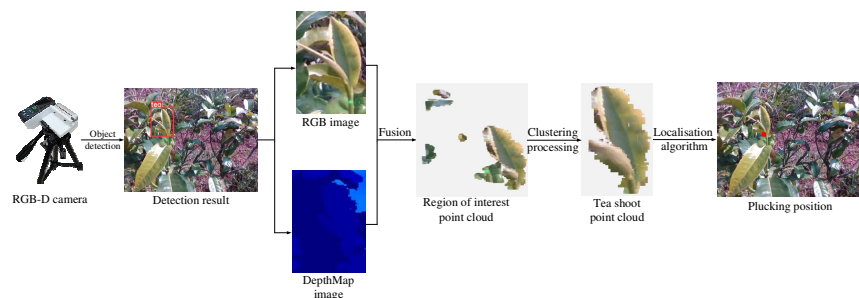 RGB-D camera
Object
detection
tea
Detection result
RGB image
DepthMap
image
Fusion
Region of interest
point cloud
Clustering
processing
Tea shoot
point cloud
Localisation
algorithm
Plucking position